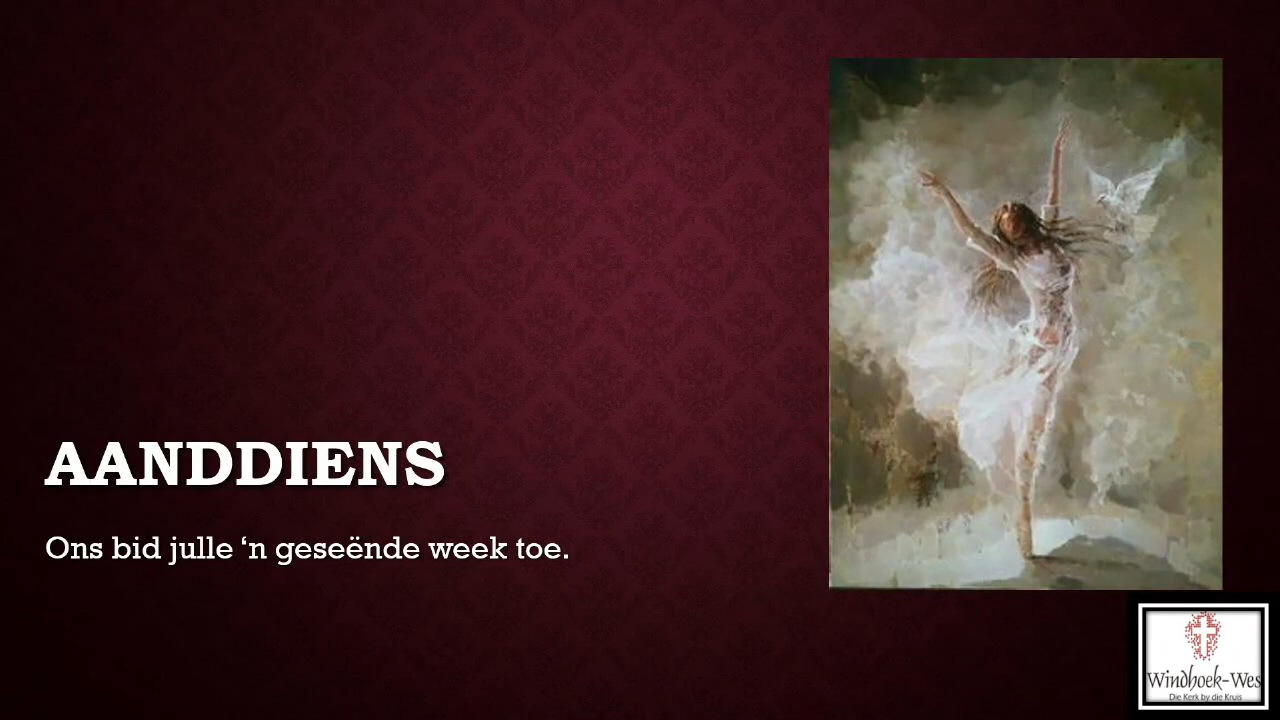 AANDDIENS
Ons bid julle ‘n geseënde week toe.
Windhoek-Wes
Die Kerk by die Kruis